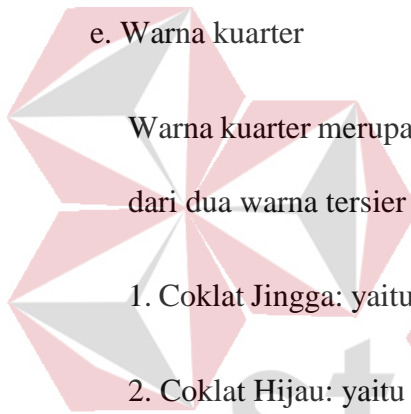 e. Warna kuarter
Warna kuarter merupa
dari dua warna tersier
1. Coklat Jingga: yaitu
2. Coklat Hijau: yaitu